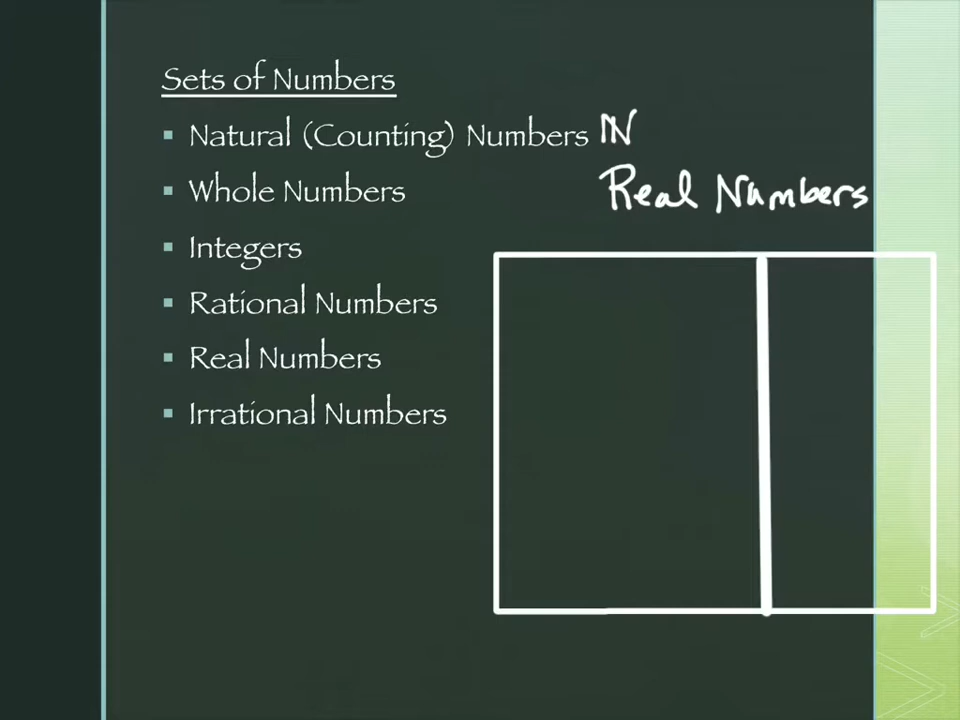 Sets of Numbers
▪ Natural (Counting) Numbers ℕ
▪ Whole Numbers
Real Numbers
▪ Integers
▪ Rational Numbers
▪ Real Numbers
▪ Irrational Numbers